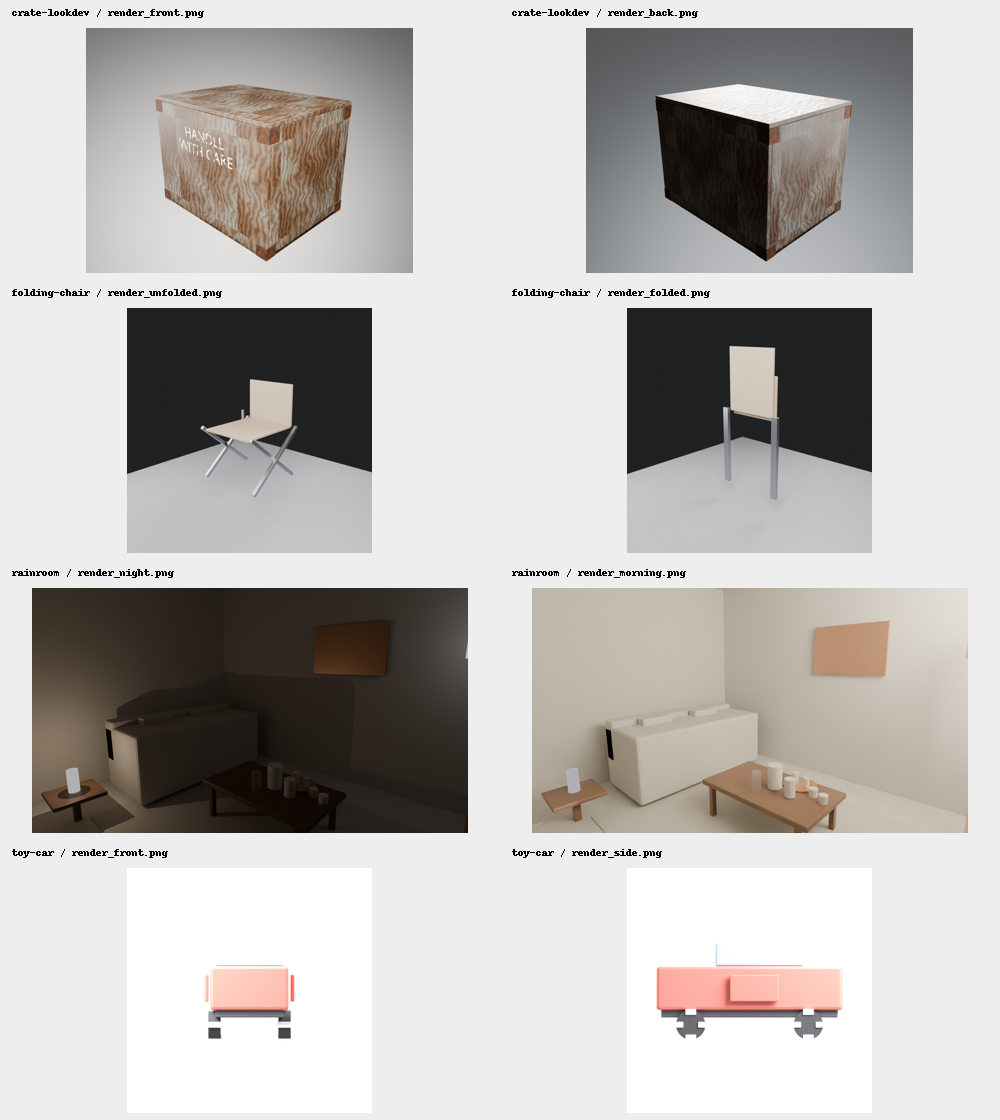 crate-lookdev / render_front.png
crate-lookdev / render_back.png
HANDLE
WITH CARE
folding-chair / render_unfolded.png
folding-chair / render_folded.png
rainroom / render_night.png
rainroom / render_morning.png
toy-car / render_front.png
toy-car / render_side.png